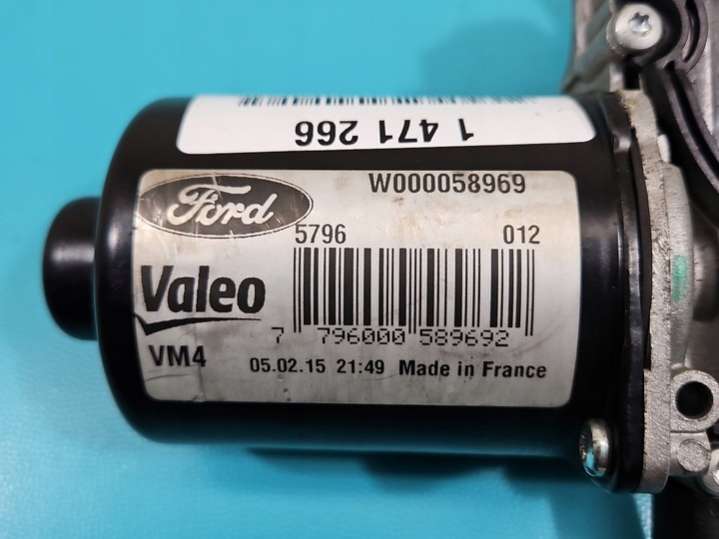 1 471 266
Ford
W000058969
5796 012
Valeo
7 796000 589692
VM4
05.02.15 21:49 Made in France